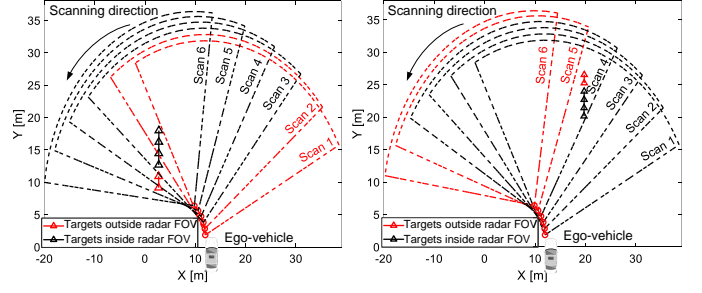 Scanning direction
Scan 6
Scan 5
Scan 4
Scan 3
Scan 2
Scan 1
Y [m]
35
30
25
20
15
10
5
0
Targets outside radar FOV
Targets inside radar FOV
Ego-vehicle
-20 -10 0 10 20 30
X [m]
Scanning direction
Scan 6
Scan 5
Scan 4
Scan 3
Scan 2
Scan 1
Y [m]
35
30
25
20
15
10
5
0
Targets outside radar FOV
Targets inside radar FOV
Ego-vehicle
-20 -10 0 10 20 30
X [m]